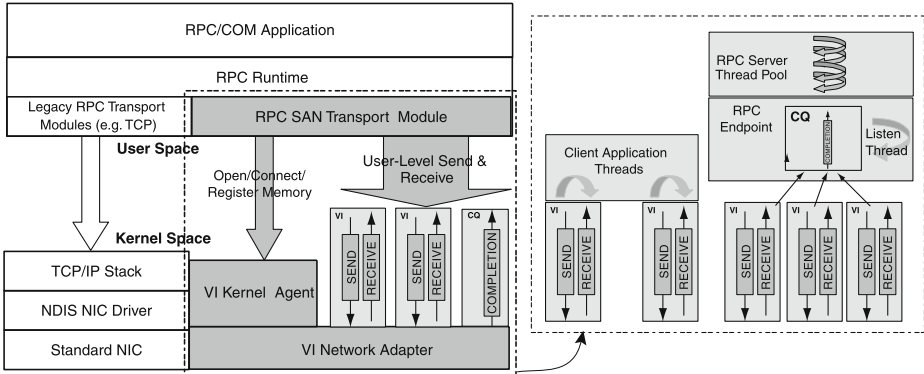 RPC/COM Application
RPC Runtime
Legacy RPC Transport
Modules (e.g. TCP)
RPC SAN Transport Module
User Space
Open/Connect/
Register Memory
User-Level Send &
Receive
Kernel Space
TCP/IP Stack
NDIS NIC Driver
Standard NIC
VI Kernel Agent
VI Network Adapter
VI
SEND
RECEIVE
VI
SEND
RECEIVE
CQ
COMPLETION
RPC Server
Thread Pool
RPC
Endpoint
CQ
COMPLETION
Listen
Thread
Client Application
Threads
VI
SEND
RECEIVE
VI
SEND
RECEIVE
VI
SEND
RECEIVE
VI
SEND
RECEIVE
VI
SEND
RECEIVE